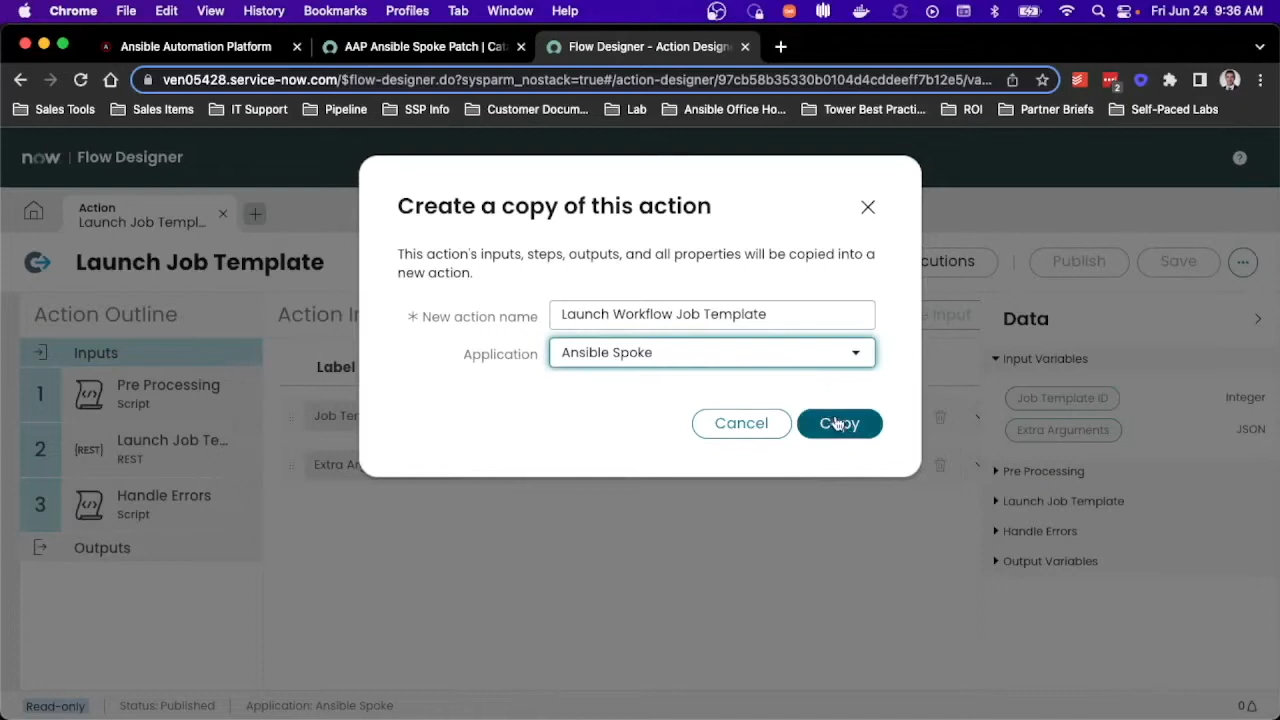 Chrome File Edit View History Bookmarks Profiles Tab Window Help Fri Jun 24 9:36 AM
Ansible Automation Platform
AAP Ansible Spoke Patch | Cat
Flow Designer - Action Design
ven05428.service-now.com/$flow-designer.do?sysparm_nostack=true#/action-designer/97cb58b35330b0104d4cddeeff7b12e5/va...
2
Sales Tools Sales Items IT Support Pipeline SSP Info Customer Docum... Lab Ansible Office Ho... Tower Best Practi... ROI Partner Briefs Self-Paced Labs
now | Flow Designer
Action
Launch Job Templ...
Launch Job Template
cutions
Publish
Save
Action Outline
Inputs
1
Pre Processing
Script
2
Launch Job Te...
REST
3
Handle Errors
Script
Outputs
Action In
e Input
Label
Job Ter
Extra Ar
Create a copy of this action
This action's inputs, steps, outputs, and all properties will be copied into a
new action.
* New action name Launch Workflow Job Template
Application Ansible Spoke
Cancel Copy
Data
Input Variables
Job Template ID Integer
Extra Arguments JSON
Pre Processing
Launch Job Template
Handle Errors
Output Variables
Read-only Status: Published Application: Ansible Spoke 0